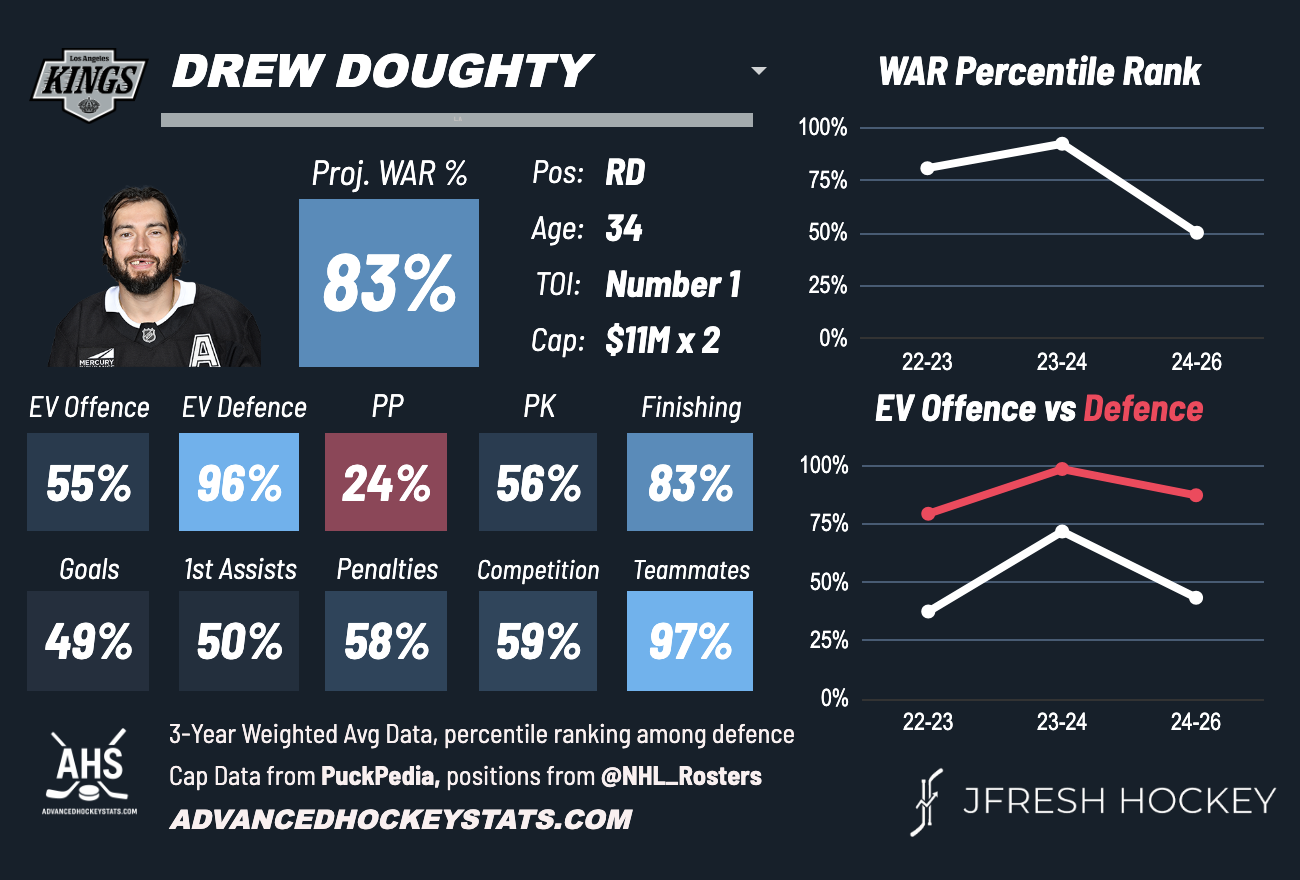 Los Angeles
KINGS
DREW DOUGHTY
Proj. WAR %
83%
Pos: RD
Age: 34
TOI: Number 1
Cap: $11M x 2
A
MERCURY
EV Offence EV Defence PP PK Finishing
55% 96% 24% 56% 83%
Goals 1st Assists Penalties Competition Teammates
49% 50% 58% 59% 97%
WAR Percentile Rank
100%
75%
50%
25%
0%
22-23 23-24 24-26
EV Offence vs Defence
100%
75%
50%
25%
0%
22-23 23-24 24-26
AHS
ADVANCEDHOCKEYSTATS.COM
3-Year Weighted Avg Data, percentile ranking among defence
Cap Data from PuckPedia, positions from @NHL_Rosters
ADVANCEDHOCKEYSTATS.COM
JFRESH HOCKEY